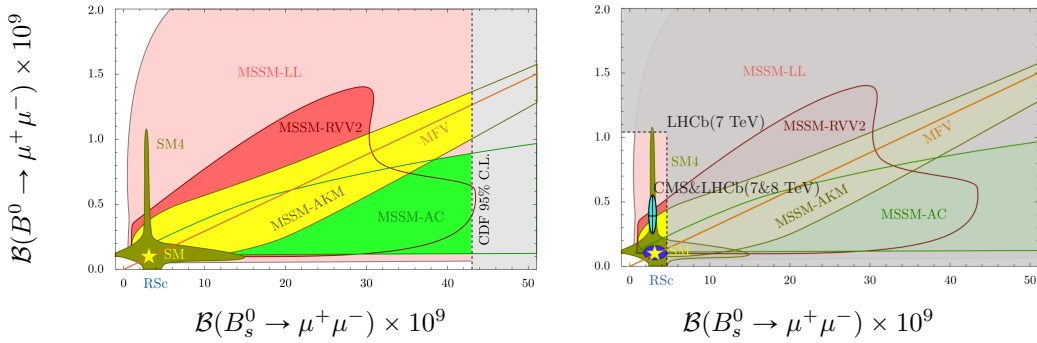 B(B⁰ → μ⁺μ⁻) × 10⁹
2.0
1.5
1.0
0.5
0.0
MSSM-LL
MSSM-RVV2
MFV
SM4
MSSM-AKM
MSSM-AC
CDF 95% C.L.
SM
0
10
20
30
40
50
RSc
B(B⁰ₛ → μ⁺μ⁻) × 10⁹
2.0
1.5
1.0
0.5
0.0
MSSM-LL
LHCb(7 TeV)
MSSM-RVV2
MFV
SM4
CMS&LHCb(7&8 TeV)
MSSM-AKM
MSSM-AC
SM
0
10
20
30
40
50
RSc
B(B⁰ₛ → μ⁺μ⁻) × 10⁹